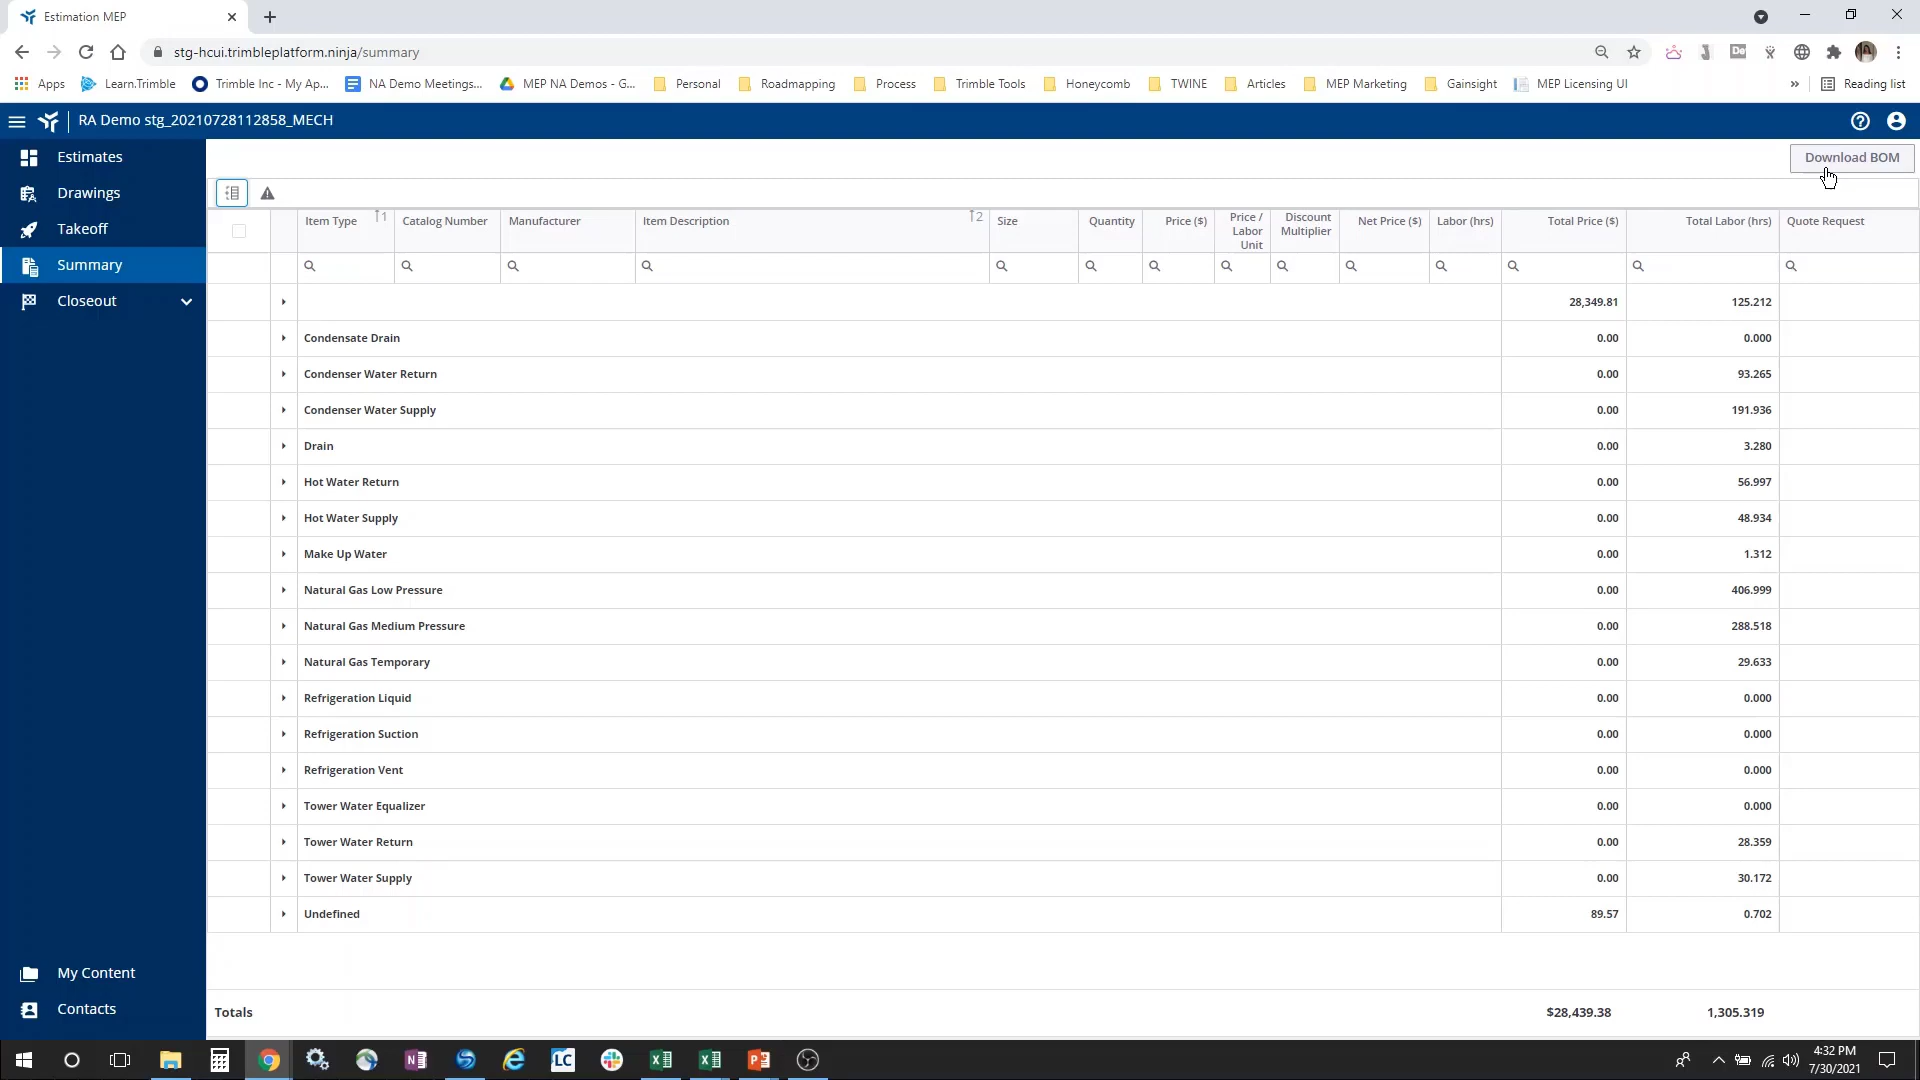 Estimation MEP
stg-hcui.trimbleplatform.ninja/summary
Apps
Learn.Trimble
Trimble Inc - My Ap...
NA Demo Meetings...
MEP NA Demos - G...
Personal
Roadmapping
Process
Trimble Tools
Honeycomb
TWINE
Articles
MEP Marketing
Gainsight
MEP Licensing UI
»
Reading list
RA Demo stg_20210728112858_MECH
Estimates
Drawings
Takeoff
Summary
Closeout
My Content
Contacts
Download BOM
Item Type 1 Catalog Number Manufacturer Item Description 2 Size Quantity Price ($) Price / Labor Unit Discount Multiplier Net Price ($) Labor (hrs) Total Price ($) Total Labor (hrs) Quote Request
28,349.81 125.212
Condensate Drain 0.00 0.000
Condenser Water Return 0.00 93.265
Condenser Water Supply 0.00 191.936
Drain 0.00 3.280
Hot Water Return 0.00 56.997
Hot Water Supply 0.00 48.934
Make Up Water 0.00 1.312
Natural Gas Low Pressure 0.00 406.999
Natural Gas Medium Pressure 0.00 288.518
Natural Gas Temporary 0.00 29.633
Refrigeration Liquid 0.00 0.000
Refrigeration Suction 0.00 0.000
Refrigeration Vent 0.00 0.000
Tower Water Equalizer 0.00 0.000
Tower Water Return 0.00 28.359
Tower Water Supply 0.00 30.172
Undefined 89.57 0.702
Totals $28,439.38 1,305.319
LC
4:32 PM
7/30/2021